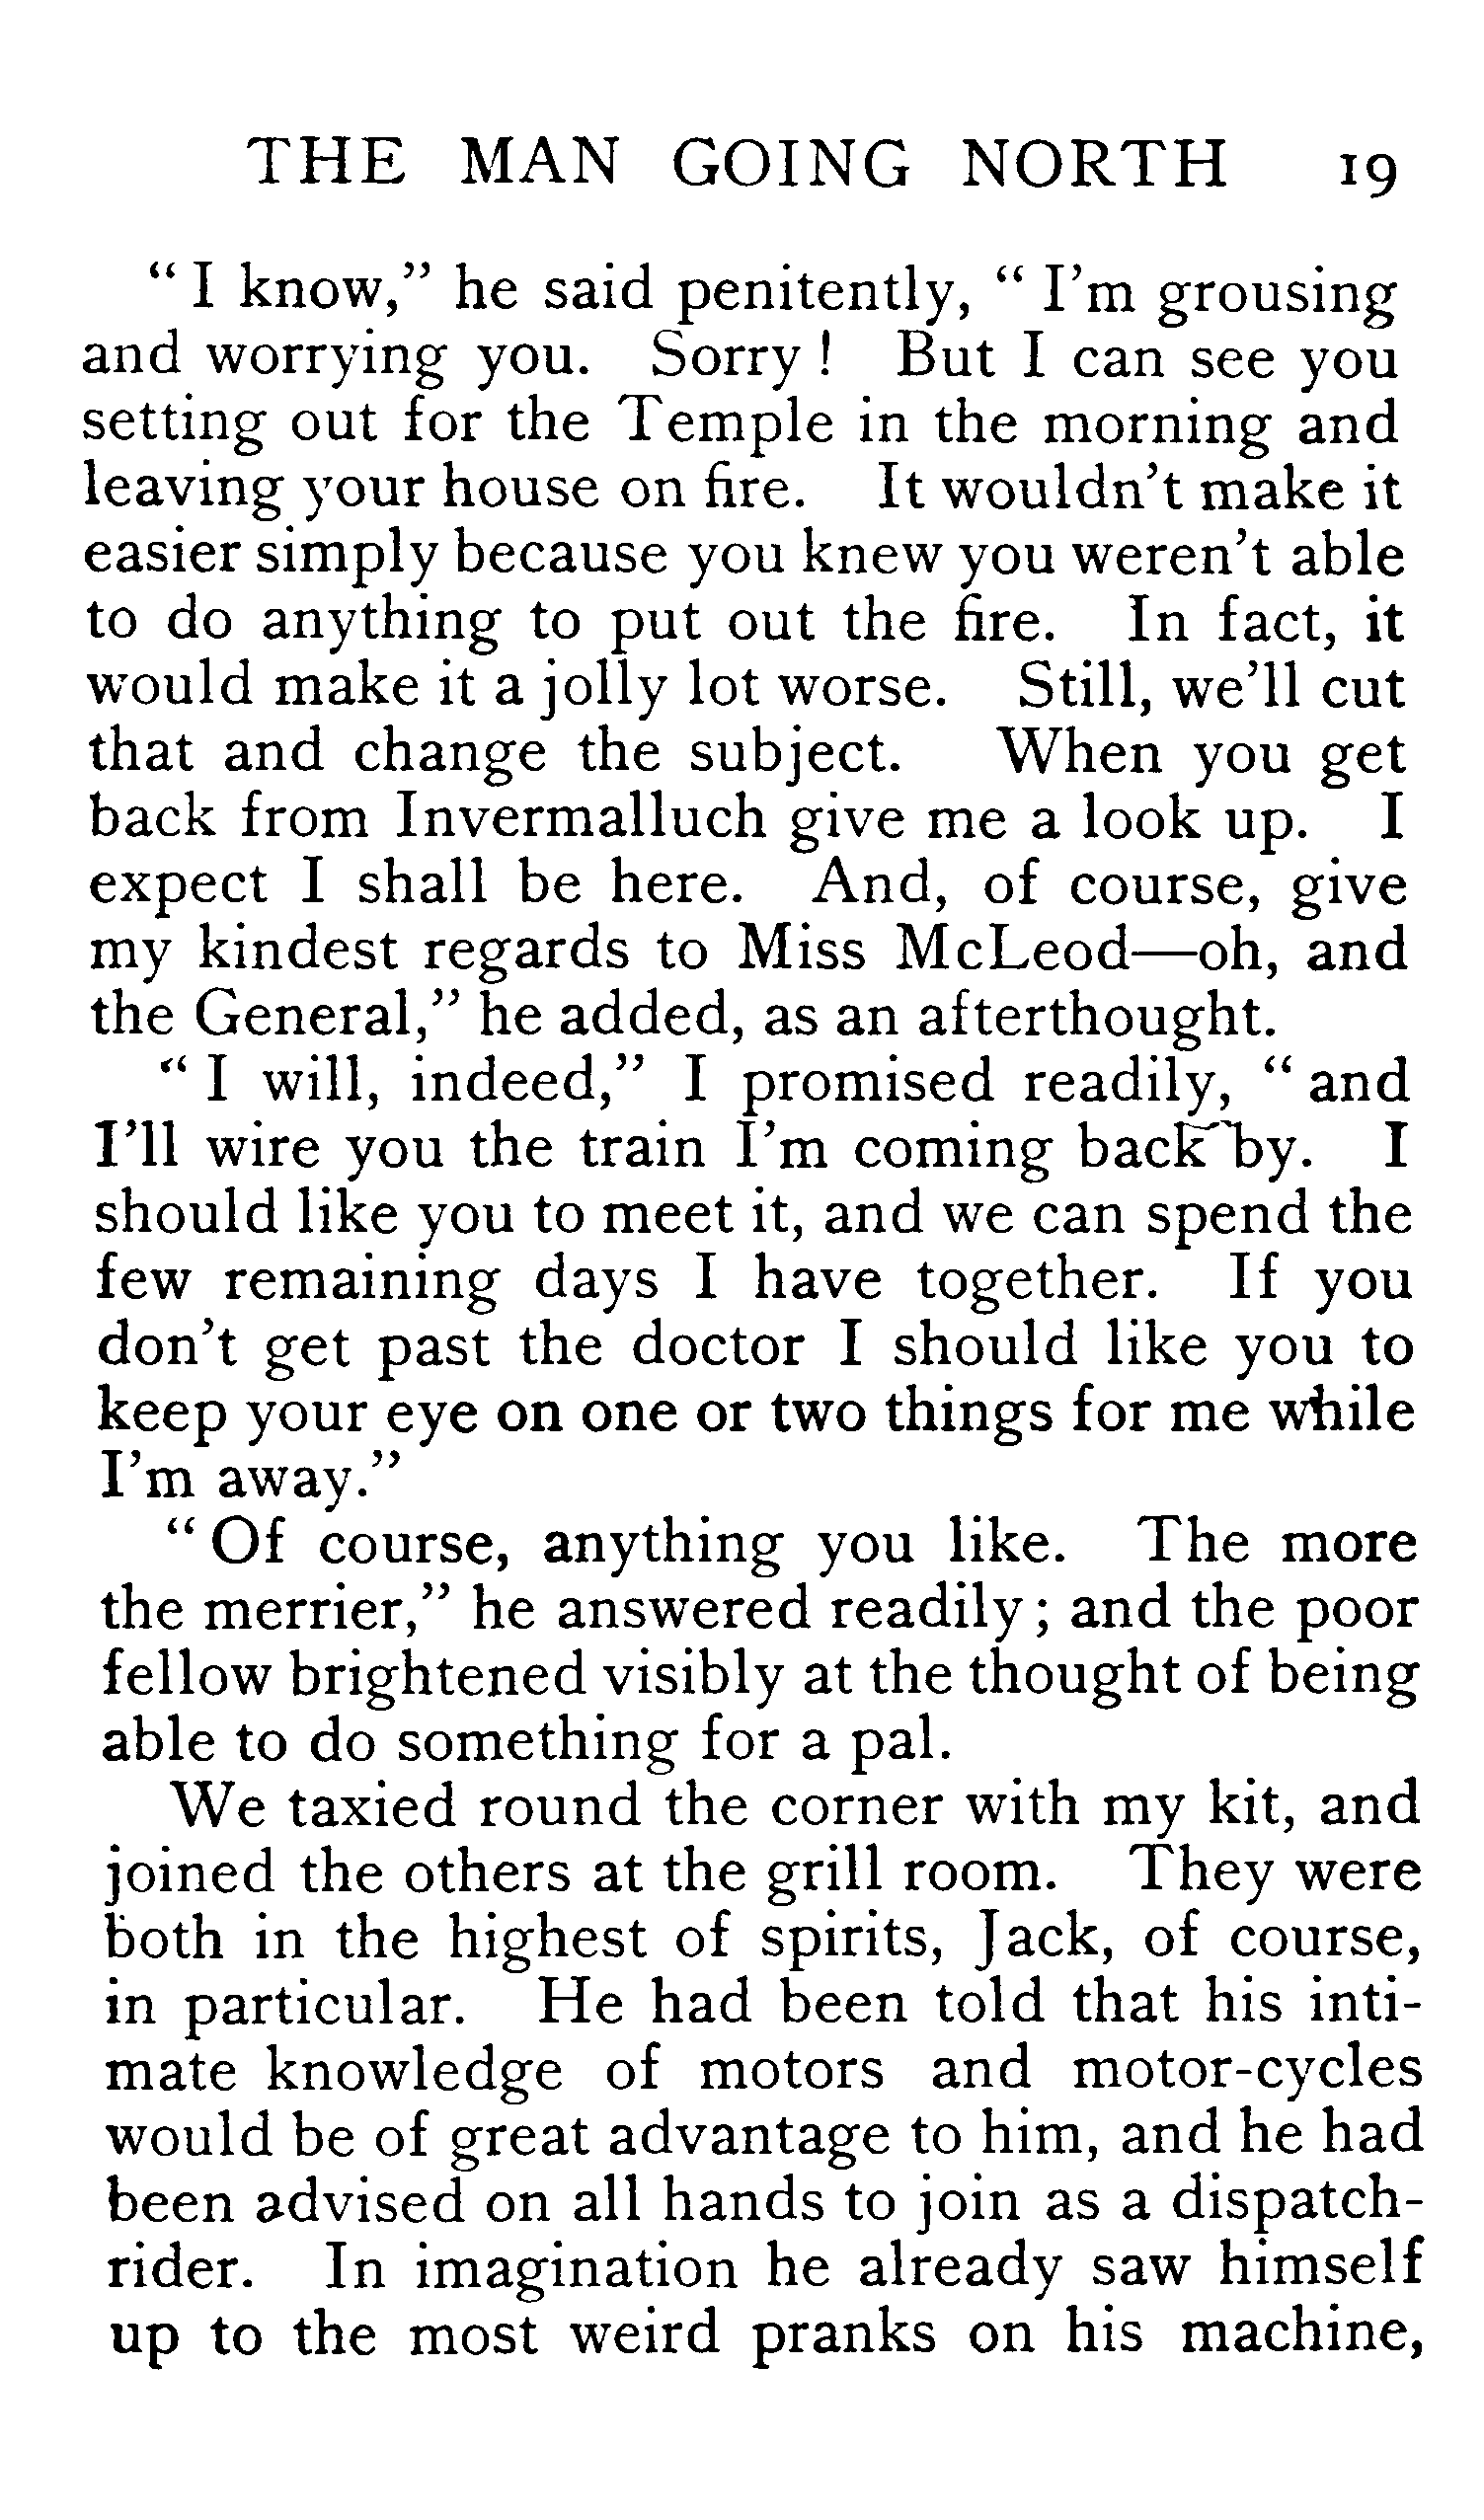 THE MAN GOING NORTH 19
“ I know,” he said penitently, “ I’m grousing
and worrying you. Sorry ! But I can see you
setting out for the Temple in the morning and
leaving your house on fire. It wouldn’t make it
easier simply because you knew you weren’t able
to do anything to put out the fire. In fact, it
would make it a jolly lot worse. Still, we’ll cut
that and change the subject. When you get
back from Invermalluch give me a look up. I
expect I shall be here. And, of course, give
my kindest regards to Miss McLeod—oh, and
the General,” he added, as an afterthought.
“ I will, indeed,” I promised readily, “ and
I’ll wire you the train I’m coming back by. I
should like you to meet it, and we can spend the
few remaining days I have together. If you
don’t get past the doctor I should like you to
keep your eye on one or two things for me while
I’m away.”
“ Of course, anything you like. The more
the merrier,” he answered readily ; and the poor
fellow brightened visibly at the thought of being
able to do something for a pal.
We taxied round the corner with my kit, and
joined the others at the grill room. They were
both in the highest of spirits, Jack, of course,
in particular. He had been told that his inti-
mate knowledge of motors and motor-cycles
would be of great advantage to him, and he had
been advised on all hands to join as a dispatch-
rider. In imagination he already saw himself
up to the most weird pranks on his machine,